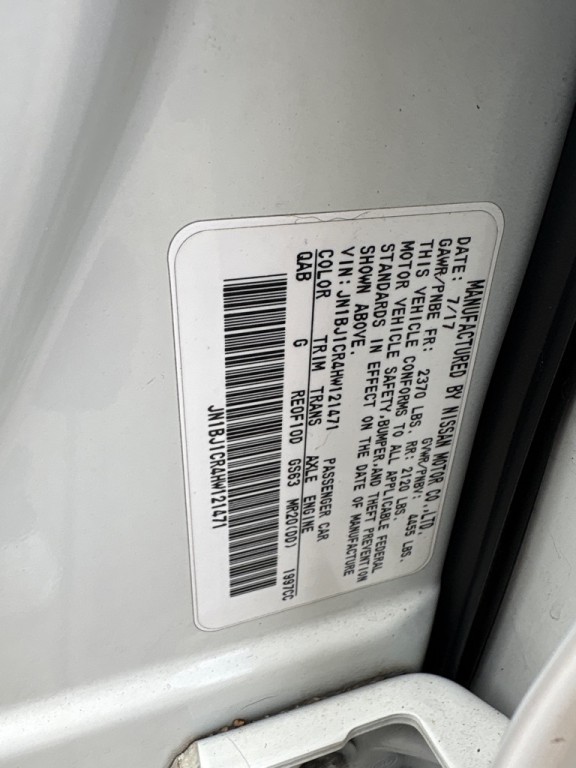 MANUFACTURED BY NISSAN MOTOR CO.,LTD.
DATE: 7/17 GVWR/PNBV: 4455 LBS.
GAWR/PNBE FR: 2370 LBS. RR: 2120 LBS.
THIS VEHICLE CONFORMS TO ALL APPLICABLE FEDERAL
MOTOR VEHICLE SAFETY,BUMPER,AND THEFT PREVENTION
STANDARDS IN EFFECT ON THE DATE OF MANUFACTURE
SHOWN ABOVE.
VIN:JN1BJ1CR4HW121471 PASSENGER CAR
COLOR TRIM TRANS AXLE ENGINE
QAB G RE0F10D GS63 MR20(DD) 1997CC
JN1BJ1CR4HW121471